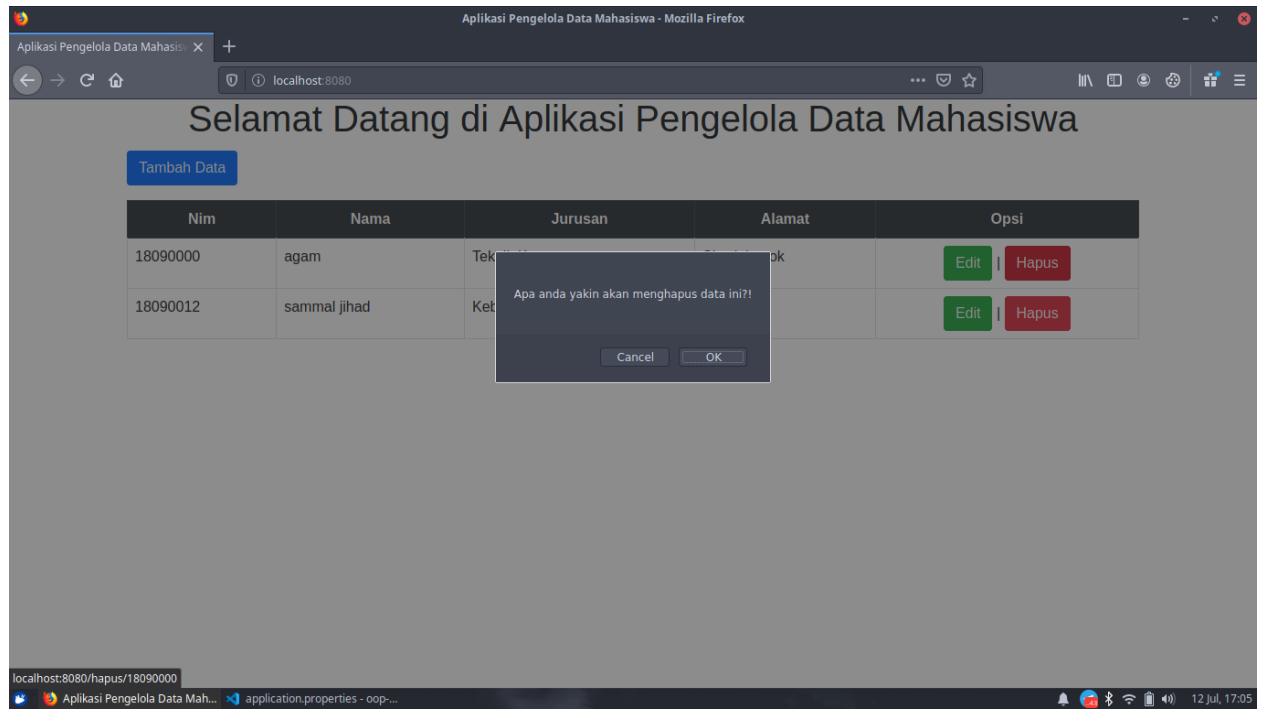 Aplikasi Pengelola Data Mahasiswa - Mozilla Firefox
Aplikasi Pengelola Data Mahasis
localhost:8080
Selamat Datang di Aplikasi Pengelola Data Mahasiswa
Tambah Data
Nim Nama Jurusan Alamat Opsi
18090000 agam Edit | Hapus
18090012 sammal jihad Edit | Hapus
Apa anda yakin akan menghapus data ini?!
Cancel OK
localhost:8080/hapus/18090000
Aplikasi Pengelola Data Mah... application.properties - oop-... 12 Jul, 17:05